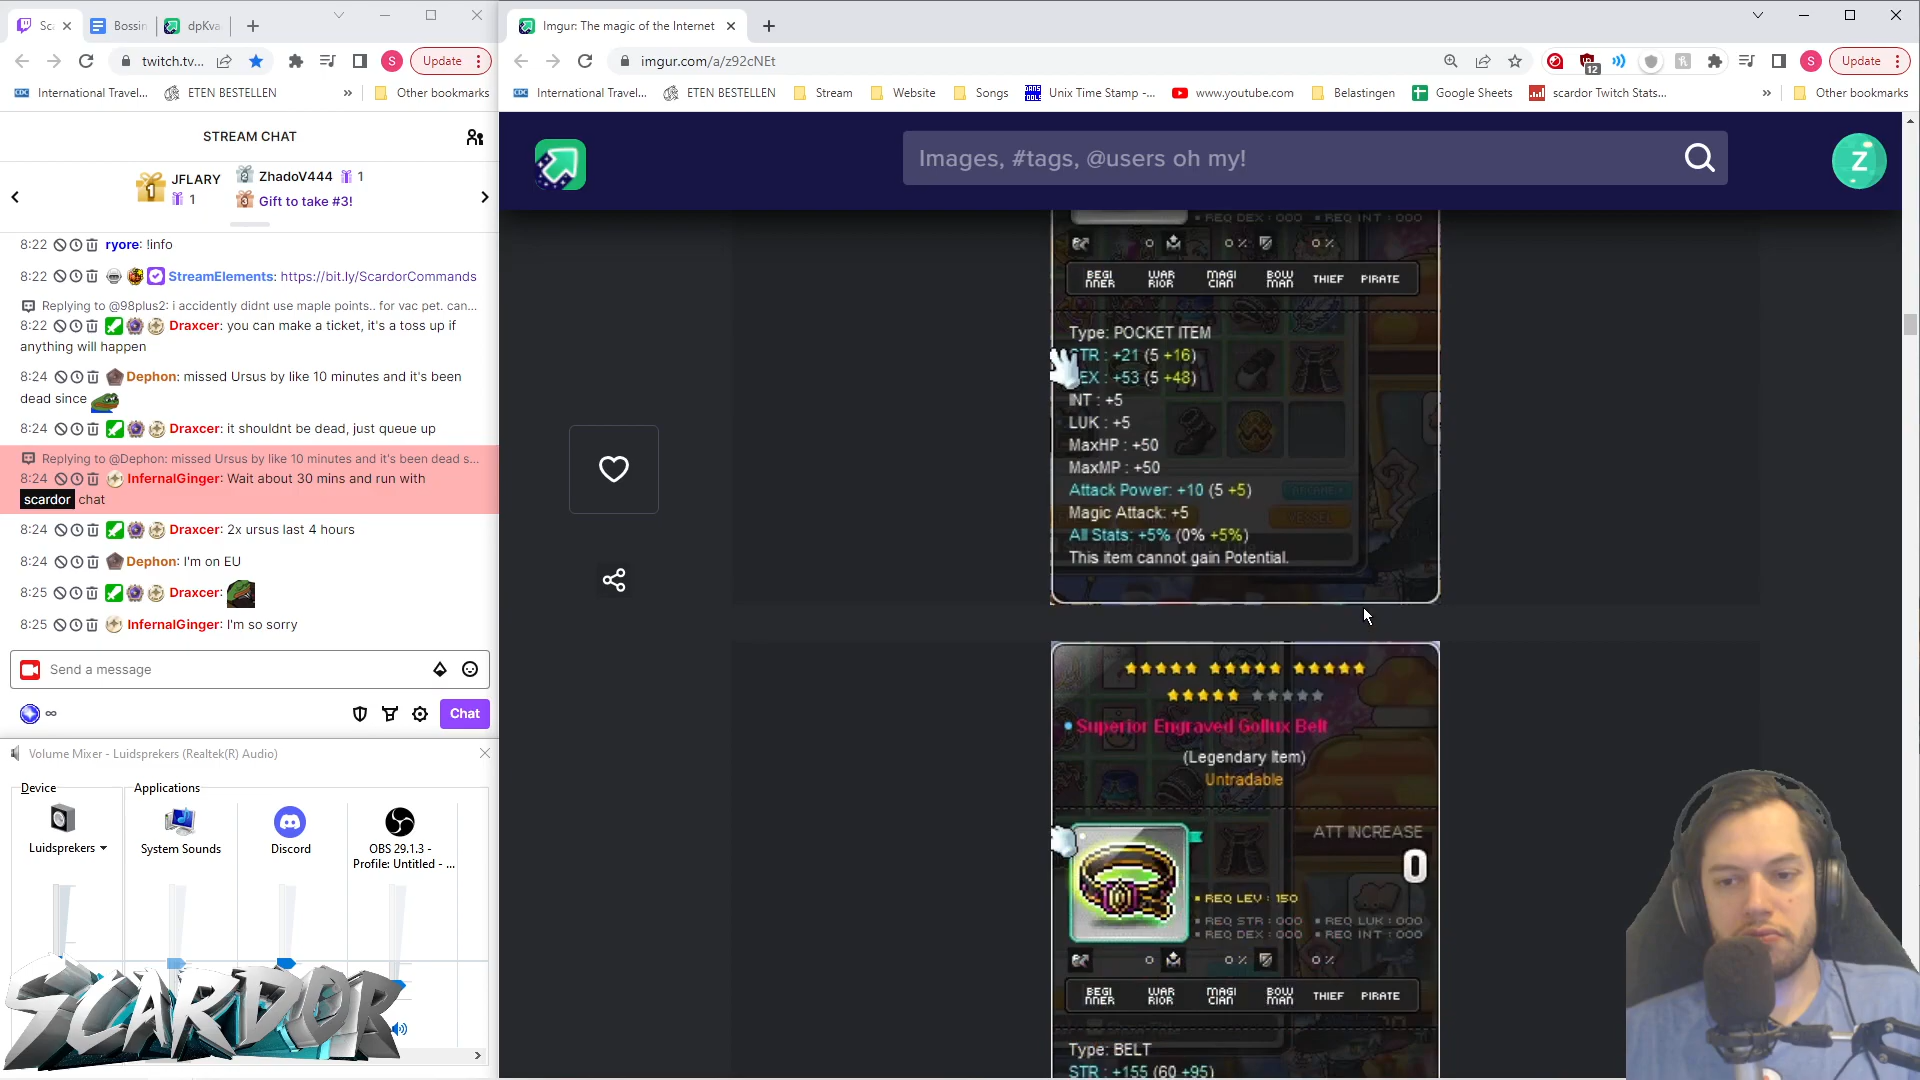 Sca
Bossin
dpKva
Imgur: The magic of the Internet
twitch.tv...
Update
imgur.com/a/z92cNEt
12
S
Update
International Travel...
ETEN BESTELLEN
»
Other bookmarks
International Travel...
ETEN BESTELLEN
Stream
Website
Songs
Unix Time Stamp -...
www.youtube.com
Belastingen
Google Sheets
scardor Twitch Stats...
»
Other bookmarks
STREAM CHAT
1
JFLARY
1
2
ZhadoV444
1
3
Gift to take #3!
8:22 ryore: !info
8:22 StreamElements: https://bit.ly/ScardorCommands
Replying to @98plus2: i accidently didnt use maple points.. for vac pet. can...
8:22 Draxcer: you can make a ticket, it's a toss up if
anything will happen
8:24 Dephon: missed Ursus by like 10 minutes and it's been
dead since
8:24 Draxcer: it shouldnt be dead, just queue up
Replying to @Dephon: missed Ursus by like 10 minutes and it's been dead s...
8:24 InfernalGinger: Wait about 30 mins and run with
scardor chat
8:24 Draxcer: 2x ursus last 4 hours
8:24 Dephon: I'm on EU
8:25 Draxcer:
8:25 InfernalGinger: I'm so sorry
Send a message
∞
Chat
Volume Mixer - Luidsprekers (Realtek(R) Audio)
Device
Applications
Luidsprekers
System Sounds
Discord
OBS 29.1.3 -
Profile: Untitled - ...
SCARDOR
Images, #tags, @users oh my!
Z
REQ DEX : 000 REQ INT : 000
0 0 % 0 %
BEGINNER WARRIOR MAGICIAN BOWMAN THIEF PIRATE
Type: POCKET ITEM
STR : +21 (5 +16)
EX : +53 (5 +48)
INT : +5
LUK : +5
MaxHP : +50
MaxMP : +50
Attack Power: +10 (5 +5)
Magic Attack: +5
All Stats: +5% (0% +5%)
This item cannot gain Potential.
Superior Engraved Gollux Belt
(Legendary Item)
Untradable
ATT INCREASE
0
REQ LEV : 150
REQ STR : 000 REQ LUK : 000
REQ DEX : 000 REQ INT : 000
0 0 % 0 %
BEGINNER WARRIOR MAGICIAN BOWMAN THIEF PIRATE
Type: BELT
STR : +155 (60 +95)